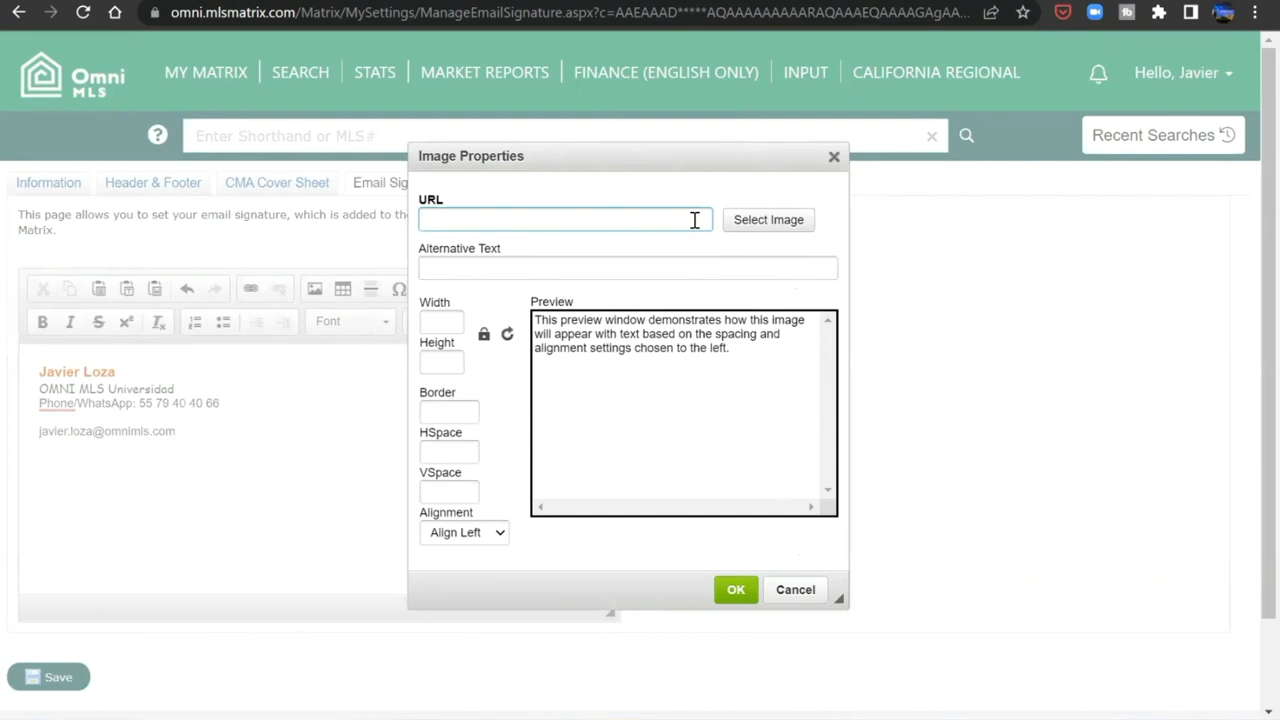 omni.mlsmatrix.com/Matrix/MySettings/ManageEmailSignature.aspx?c=AAEAAAD*****AQAAAAAAAAARAQAAAEQAAAAGAgAA...
Omni
MLS
MY MATRIX
SEARCH
STATS
MARKET REPORTS
FINANCE (ENGLISH ONLY)
INPUT
CALIFORNIA REGIONAL
Hello, Javier
Enter Shorthand or MLS#
Recent Searches
Information
Header & Footer
CMA Cover Sheet
Email Sig
This page allows you to set your email signature, which is added to the
Matrix.
Font
Javier Loza
OMNI MLS Universidad
Phone/WhatsApp: 55 79 40 40 66
javier.loza@omnimls.com
Save
Image Properties
URL
Select Image
Alternative Text
Width
Height
Border
HSpace
VSpace
Alignment
Align Left
Preview
This preview window demonstrates how this image
will appear with text based on the spacing and
alignment settings chosen to the left.
OK
Cancel